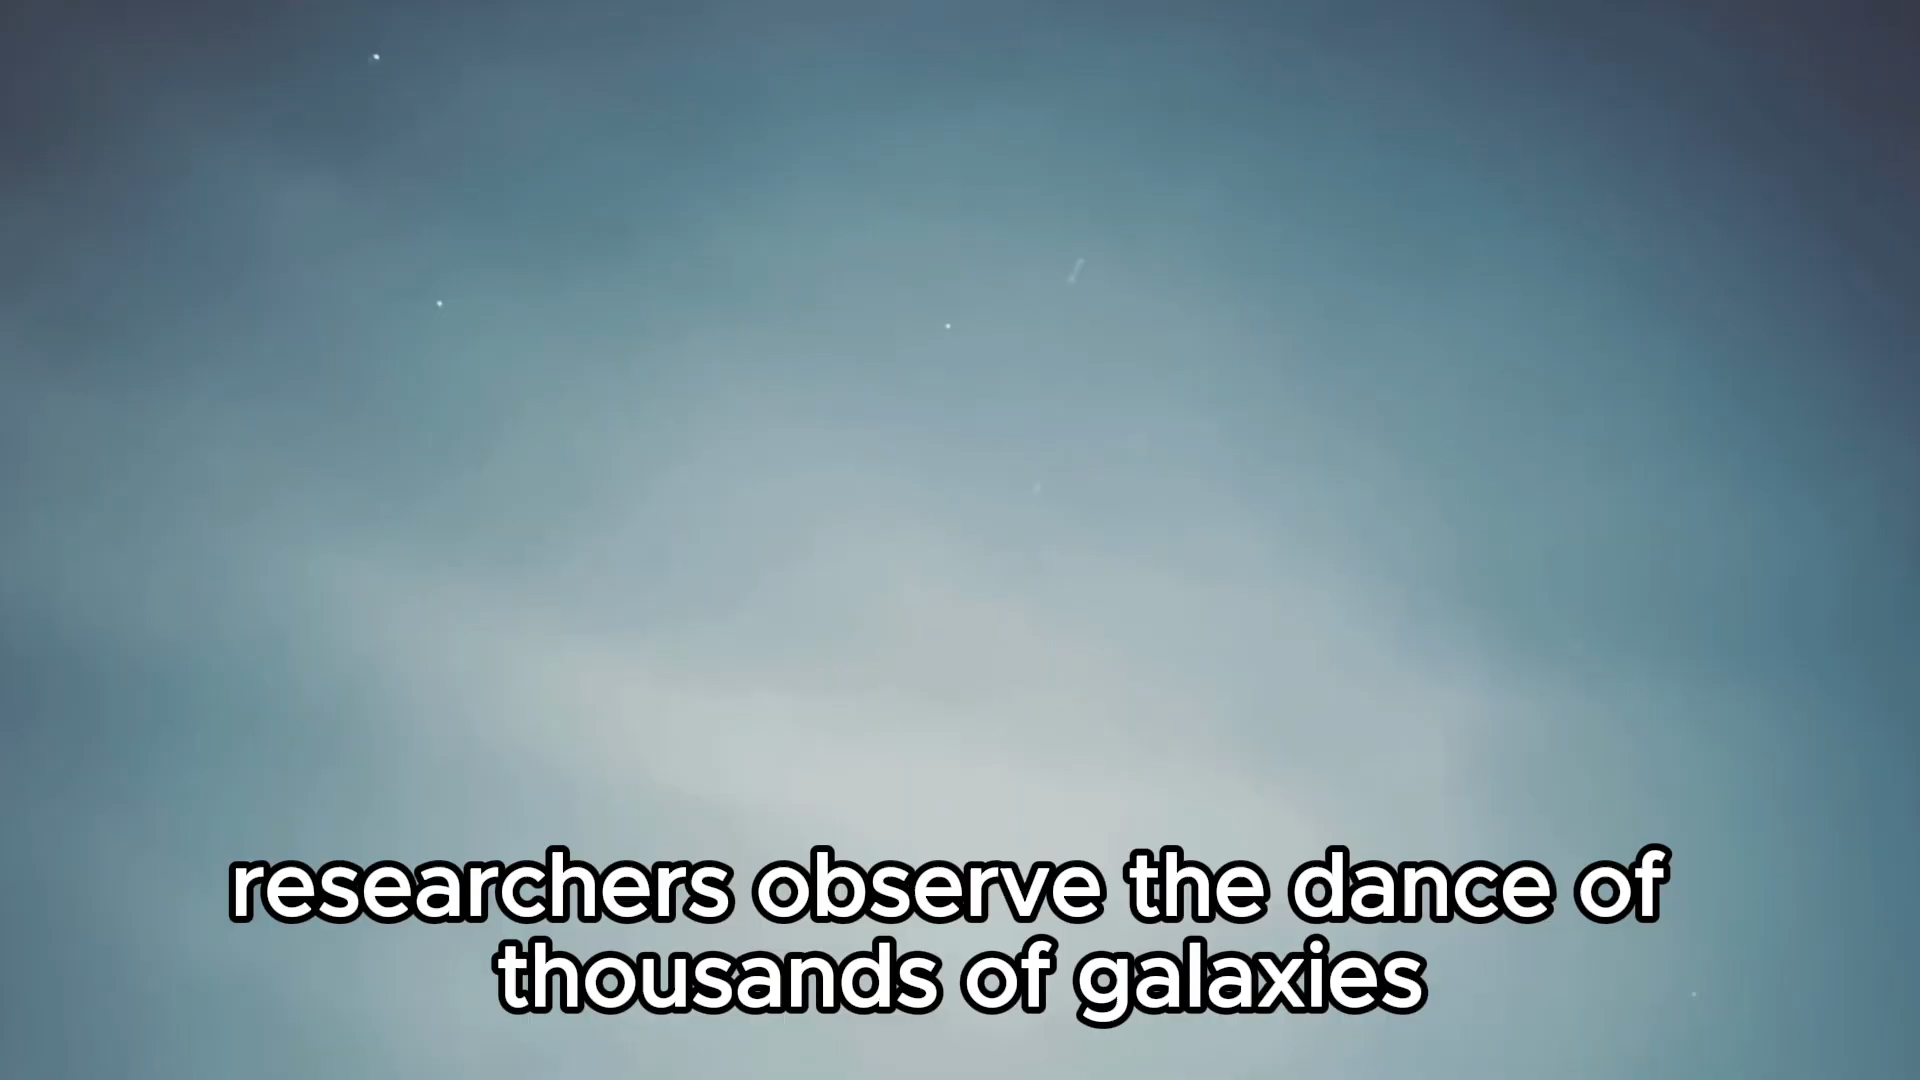 researchers observe the dance of
thousands of galaxies